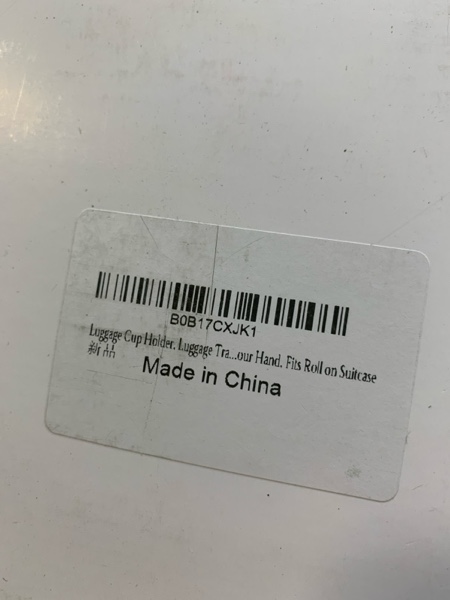 B0B17CXJK1
Luggage Cup Holder. Luggage Tra...our Hand. Fits Roll on Suitcase
新品
Made in China